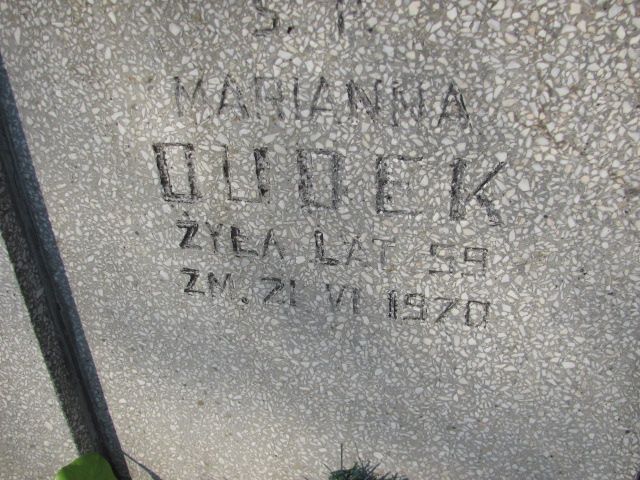 Ś. P.
MARIANNA
DUDEK
ŻYŁA LAT 59
ZM. 21 VI 1970